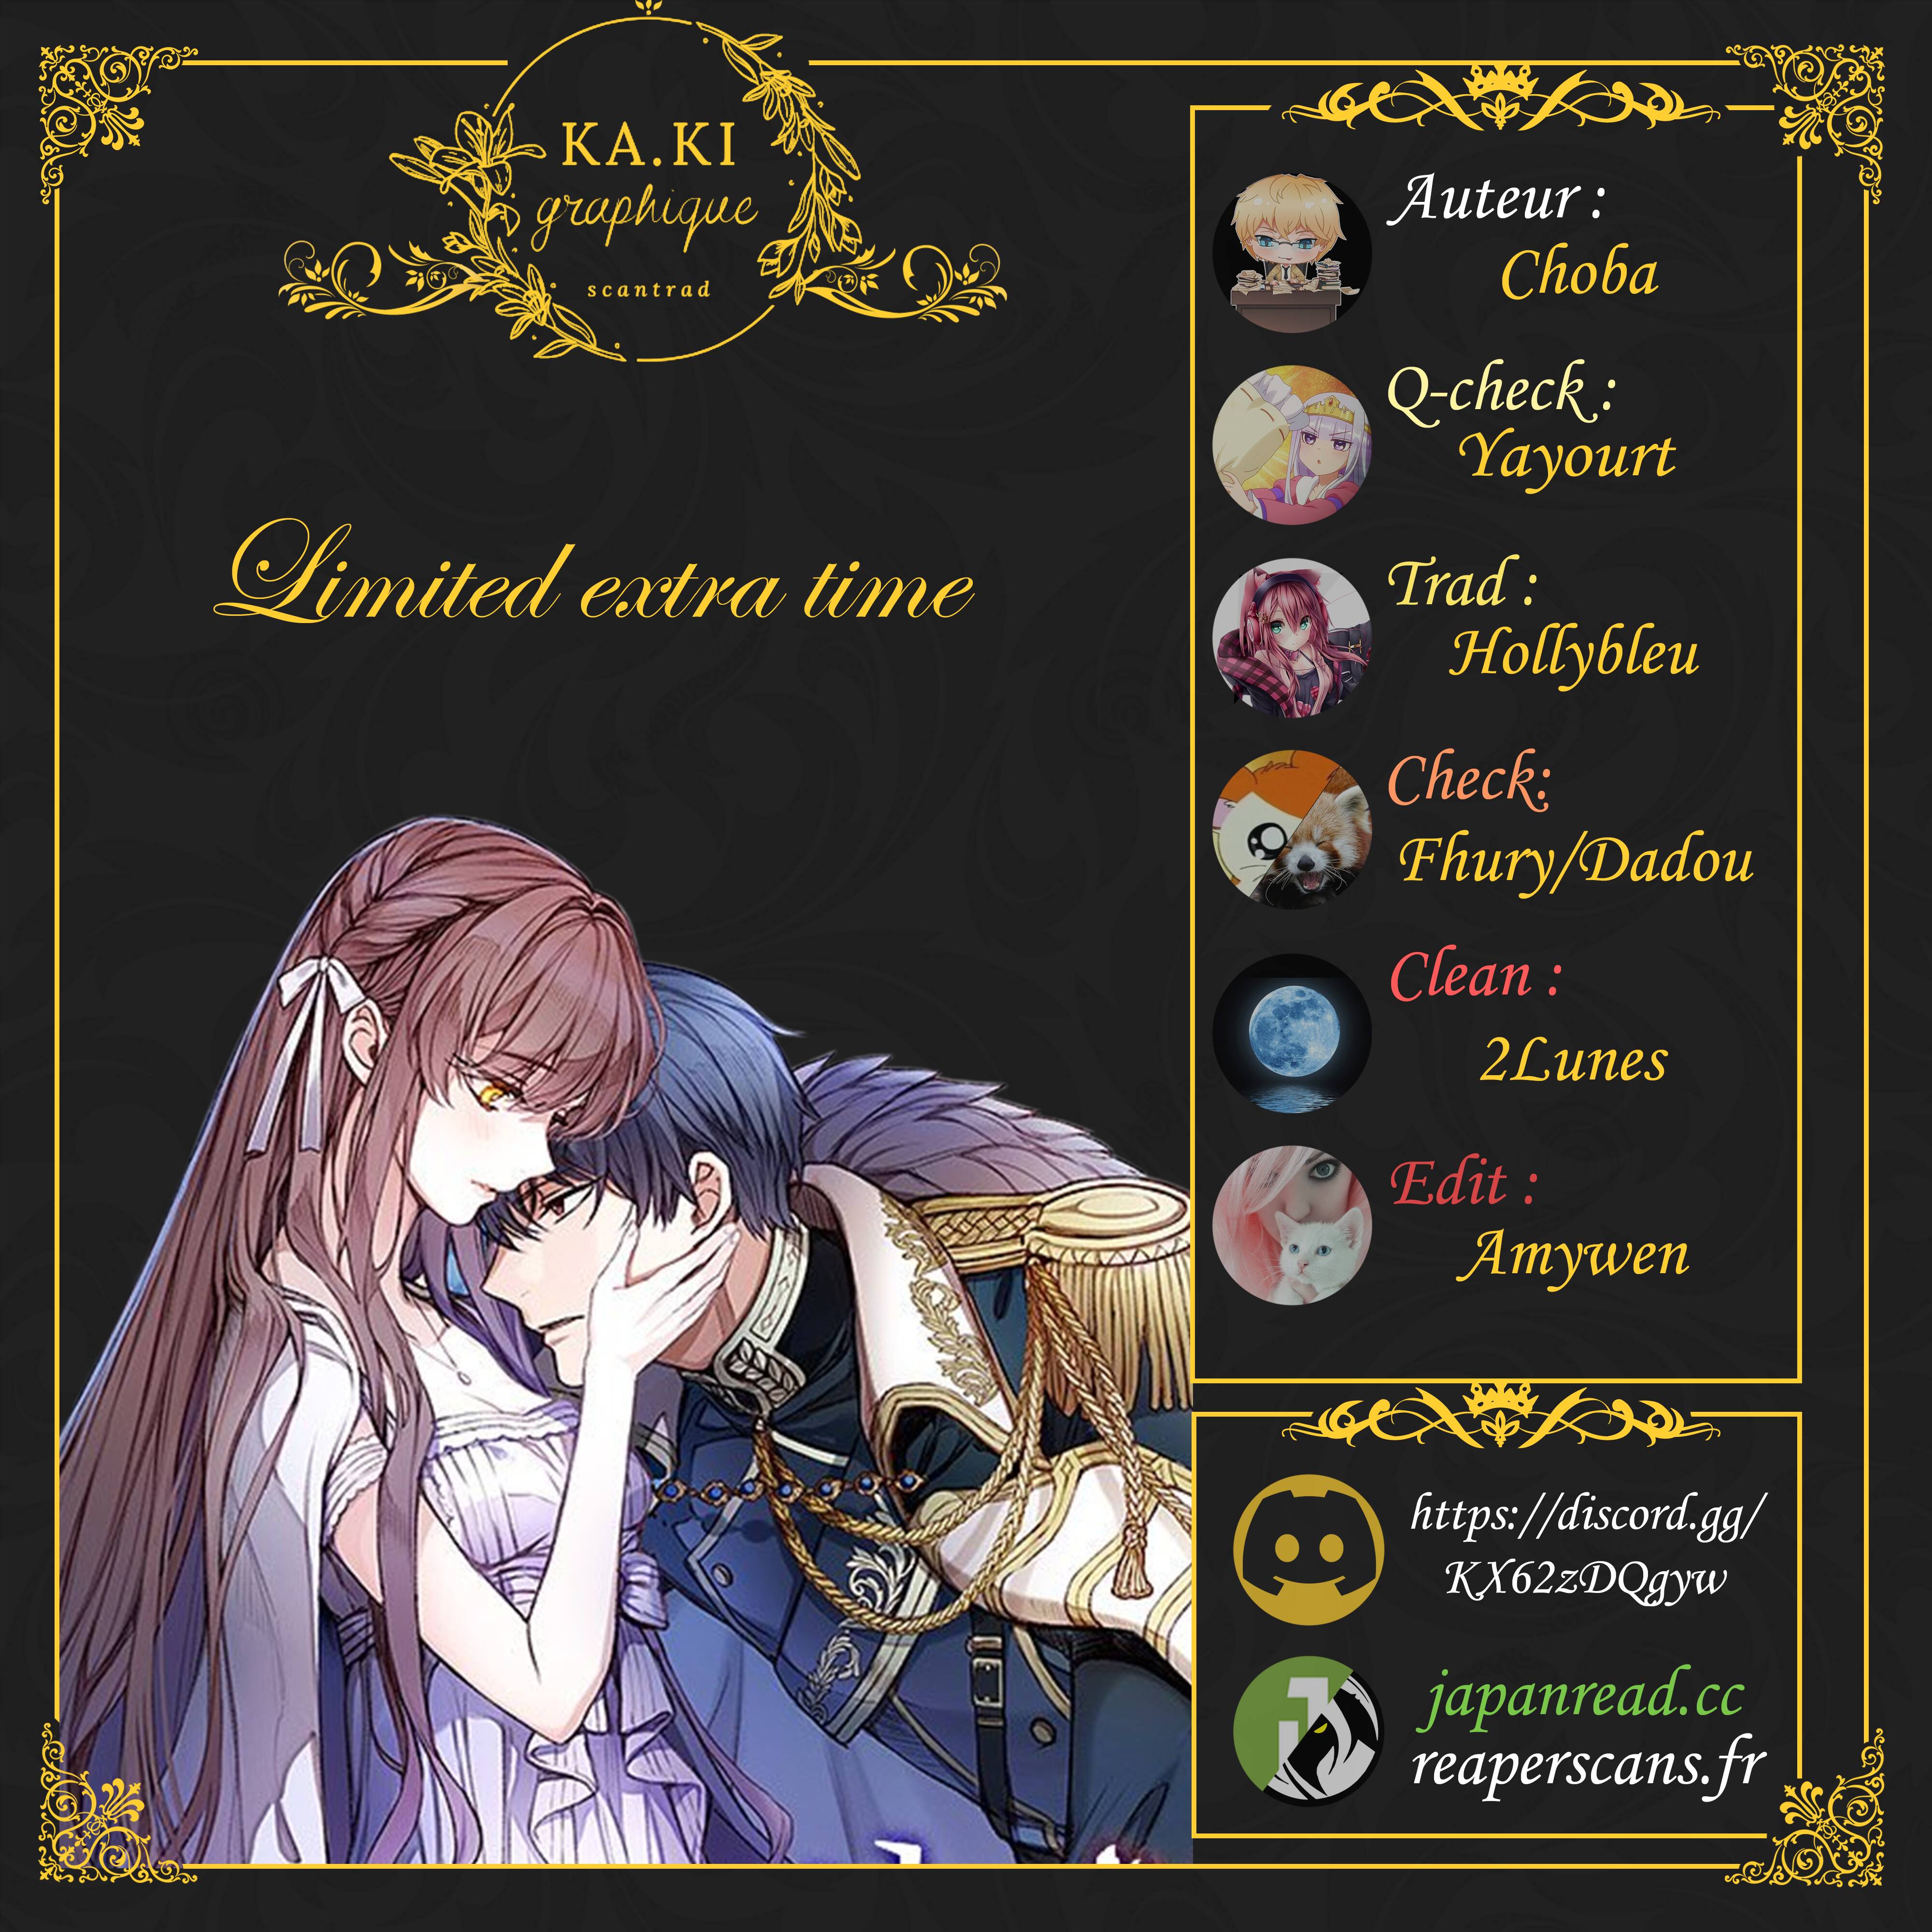 KA.KI
graphique
scantrad
Limited extra time
Auteur :
Choba
Q-check :
Yayourt
Trad :
Hollybleu
Check:
Fhury/Dadou
Clean :
2Lunes
Edit :
Amywen
https://discord.gg/
KX62zDQgyw
japanread.cc
reaperscans.fr